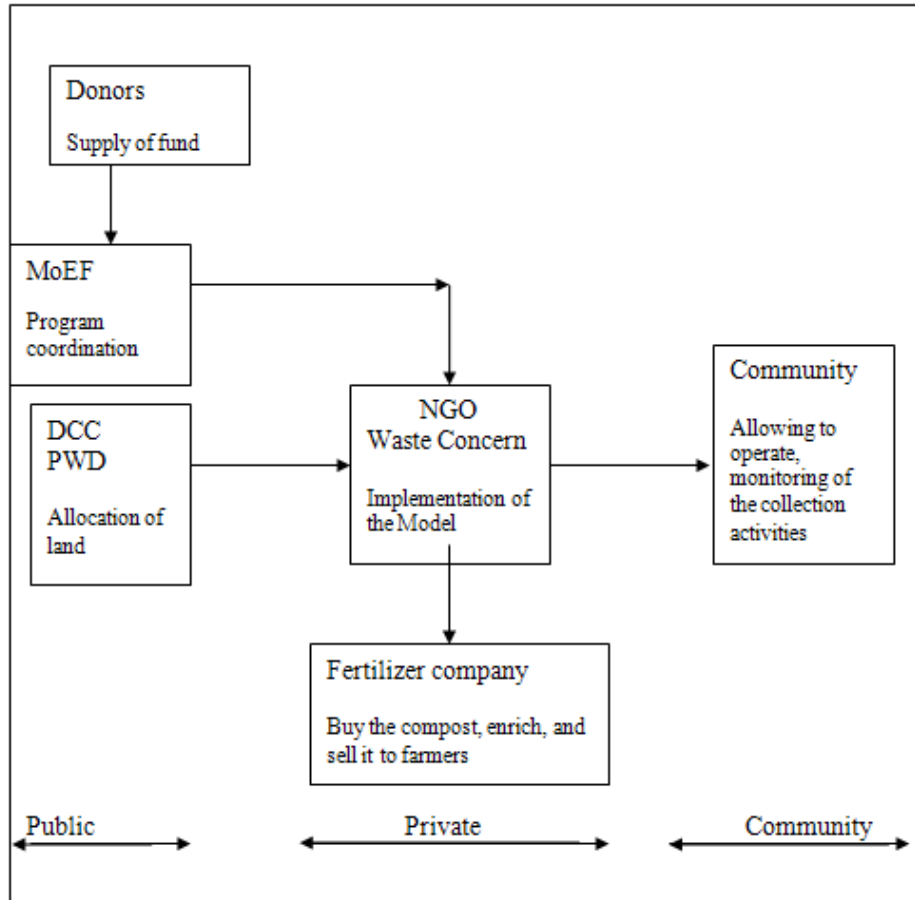 Donors
Supply of fund
MoEF
Program
coordination
DCC
PWD
Allocation of
land
NGO
Waste Concern
Implementation of
the Model
Community
Allowing to
operate,
monitoring of
the collection
activities
Fertilizer company
Buy the compost, enrich, and
sell it to farmers
Public
Private
Community